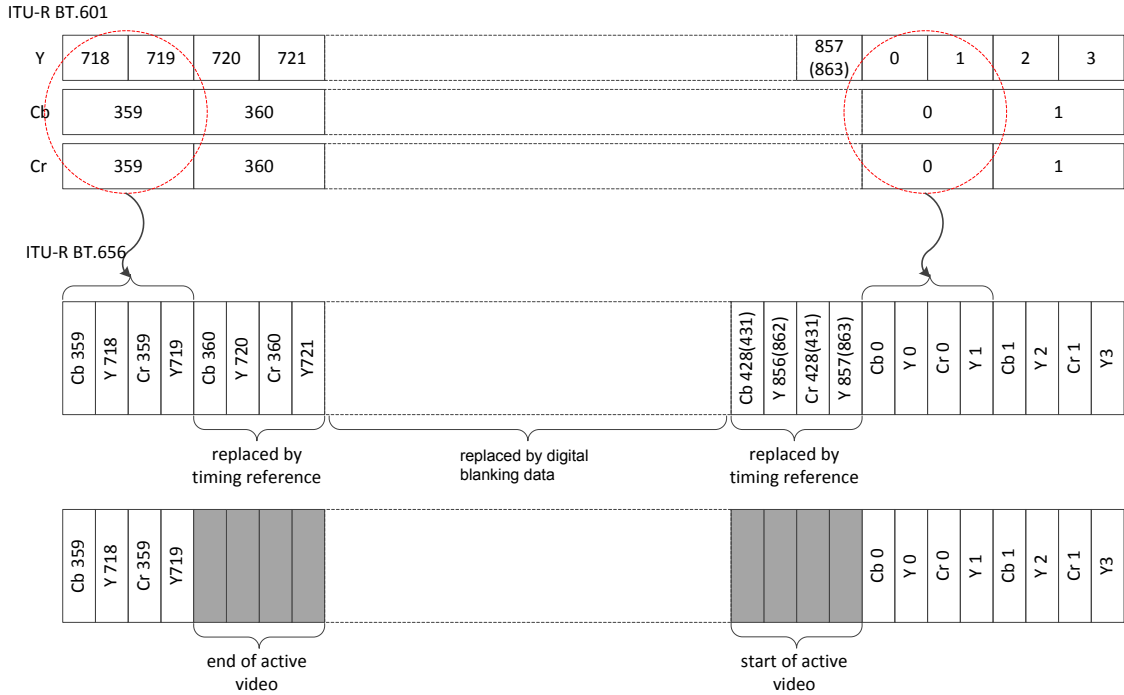 ITU-R BT.601
Y 718 719 720 721 857 0 1 2 3
(863)
Cb 359 360 0 1
Cr 359 360 0 1
ITU-R BT.656
Cb 359 Y 718 Cr 359 Y719 Cb 360 Y 720 Cr 360 Y721 Cb 428(431) Y 856(862) Cr 428(431) Y 857(863) Cb 0 Y 0 Cr 0 Y 1 Cb 1 Y 2 Cr 1 Y3
replaced by
timing reference
replaced by digital
blanking data
replaced by
timing reference
Cb 359 Y 718 Cr 359 Y719 Cb 0 Y 0 Cr 0 Y 1 Cb 1 Y 2 Cr 1 Y3
end of active
video
start of active
video